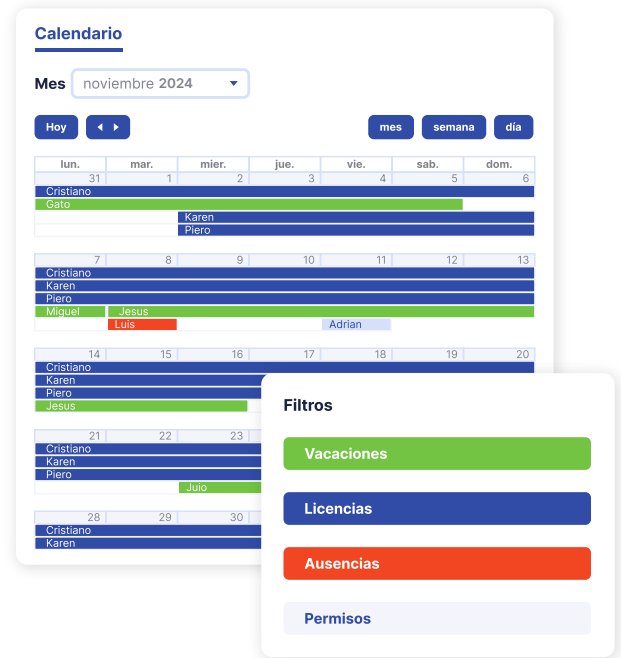 Calendario
Mes noviembre 2024
Hoy mes semana día
lun. mar. mier. jue. vie. sab. dom.
31 1 2 3 4 5 6
Cristiano
Gato
Karen
Piero
7 8 9 10 11 12 13
Cristiano
Karen
Piero
Miguel Jesus
Luis Adrian
14 15 16 17 18 19 20
Cristiano
Karen
Piero
Jesus
21 22 23
Cristiano
Karen
Piero
Juio
28 29 30
Cristiano
Karen
Filtros
Vacaciones
Licencias
Ausencias
Permisos